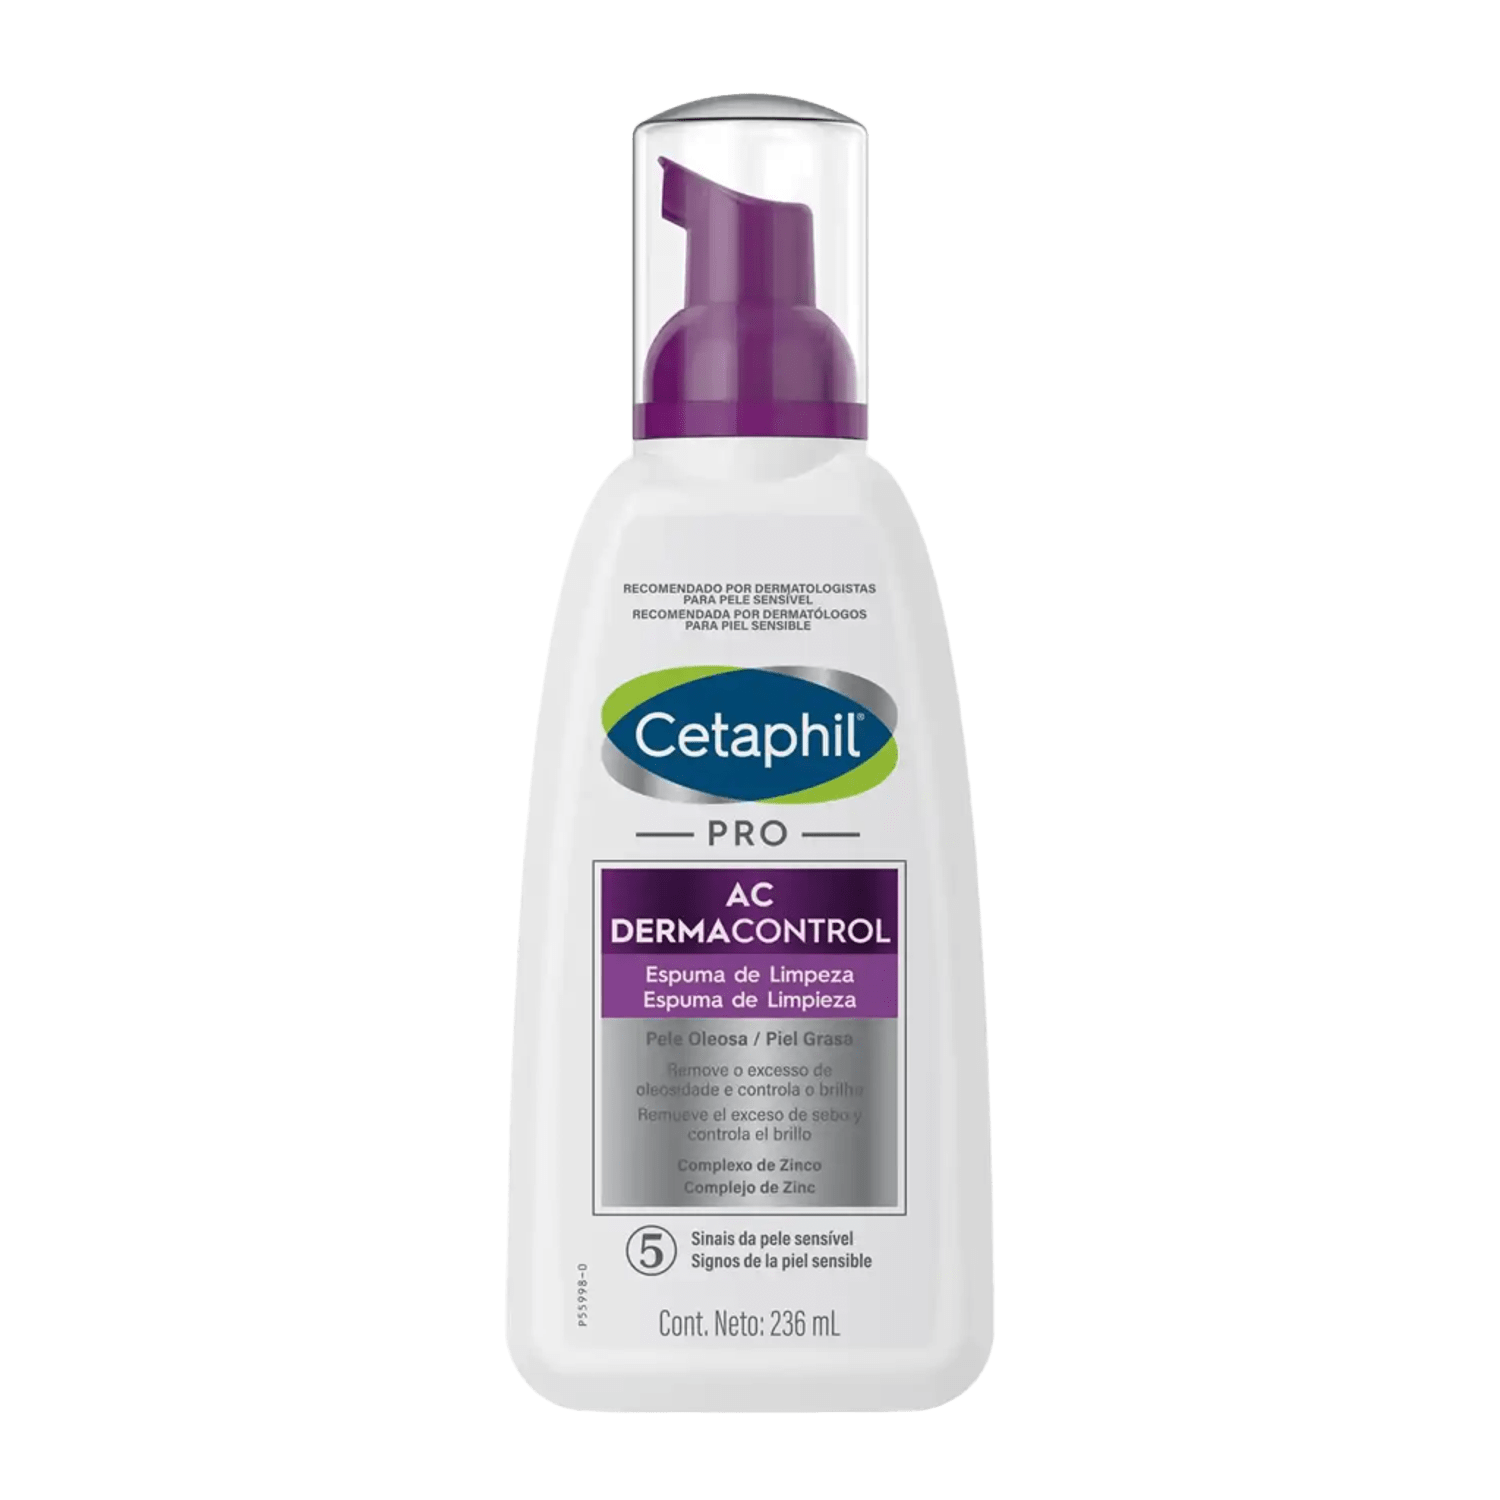 RECOMENDADO POR DERMATOLOGISTAS
PARA PELE SENSÍVEL
RECOMENDADA POR DERMATÓLOGOS
PARA PIEL SENSIBLE
Cetaphil®
PRO
AC
DERMACONTROL
Espuma de Limpeza
Espuma de Limpieza
Pele Oleosa / Piel Grasa
Remove o excesso de
oleosidade e controla o brilho
Remueve el exceso de sebo y
controla el brillo
Complexo de Zinco
Complejo de Zinc
5 Sinais da pele sensível
Signos de la piel sensible
P55998-0
Cont. Neto: 236 mL